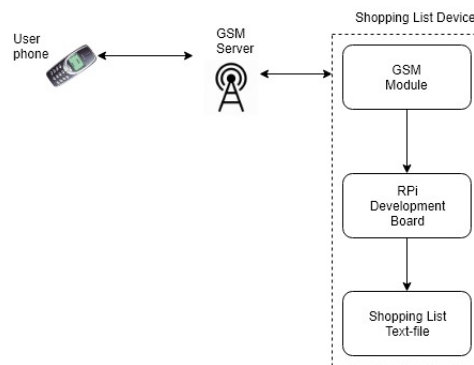 Shopping List Device
User
phone
GSM
Server
GSM
Module
RPi
Development
Board
Shopping List
Text-file